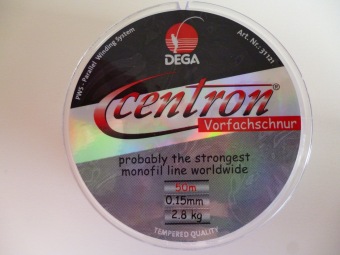 PWS - Parallel Winding System
Art. Nr.: 31121
DEGA
Centron®
Vorfachschnur
probably the strongest
monofil line worldwide
50m
0.15mm
2.8 kg
TEMPERED QUALITY